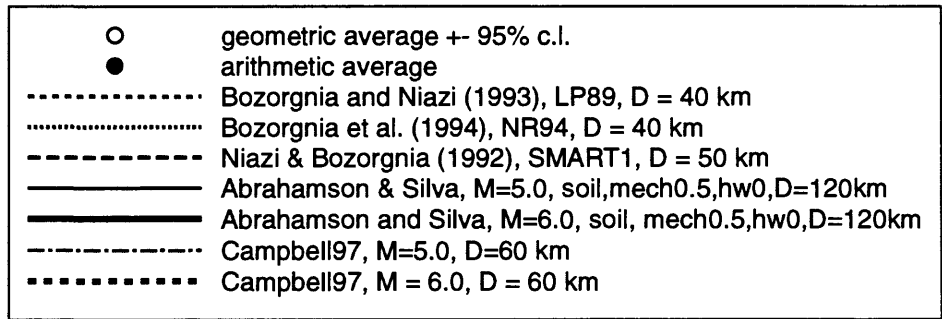 geometric average +- 95% c.l.
arithmetic average
Bozorgnia and Niazi (1993), LP89, D = 40 km
Bozorgnia et al. (1994), NR94, D = 40 km
Niazi & Bozorgnia (1992), SMART1, D = 50 km
Abrahamson & Silva, M=5.0, soil,mech0.5,hw0,D=120km
Abrahamson and Silva, M=6.0, soil, mech0.5,hw0,D=120km
Campbell97, M=5.0, D=60 km
Campbell97, M = 6.0, D = 60 km